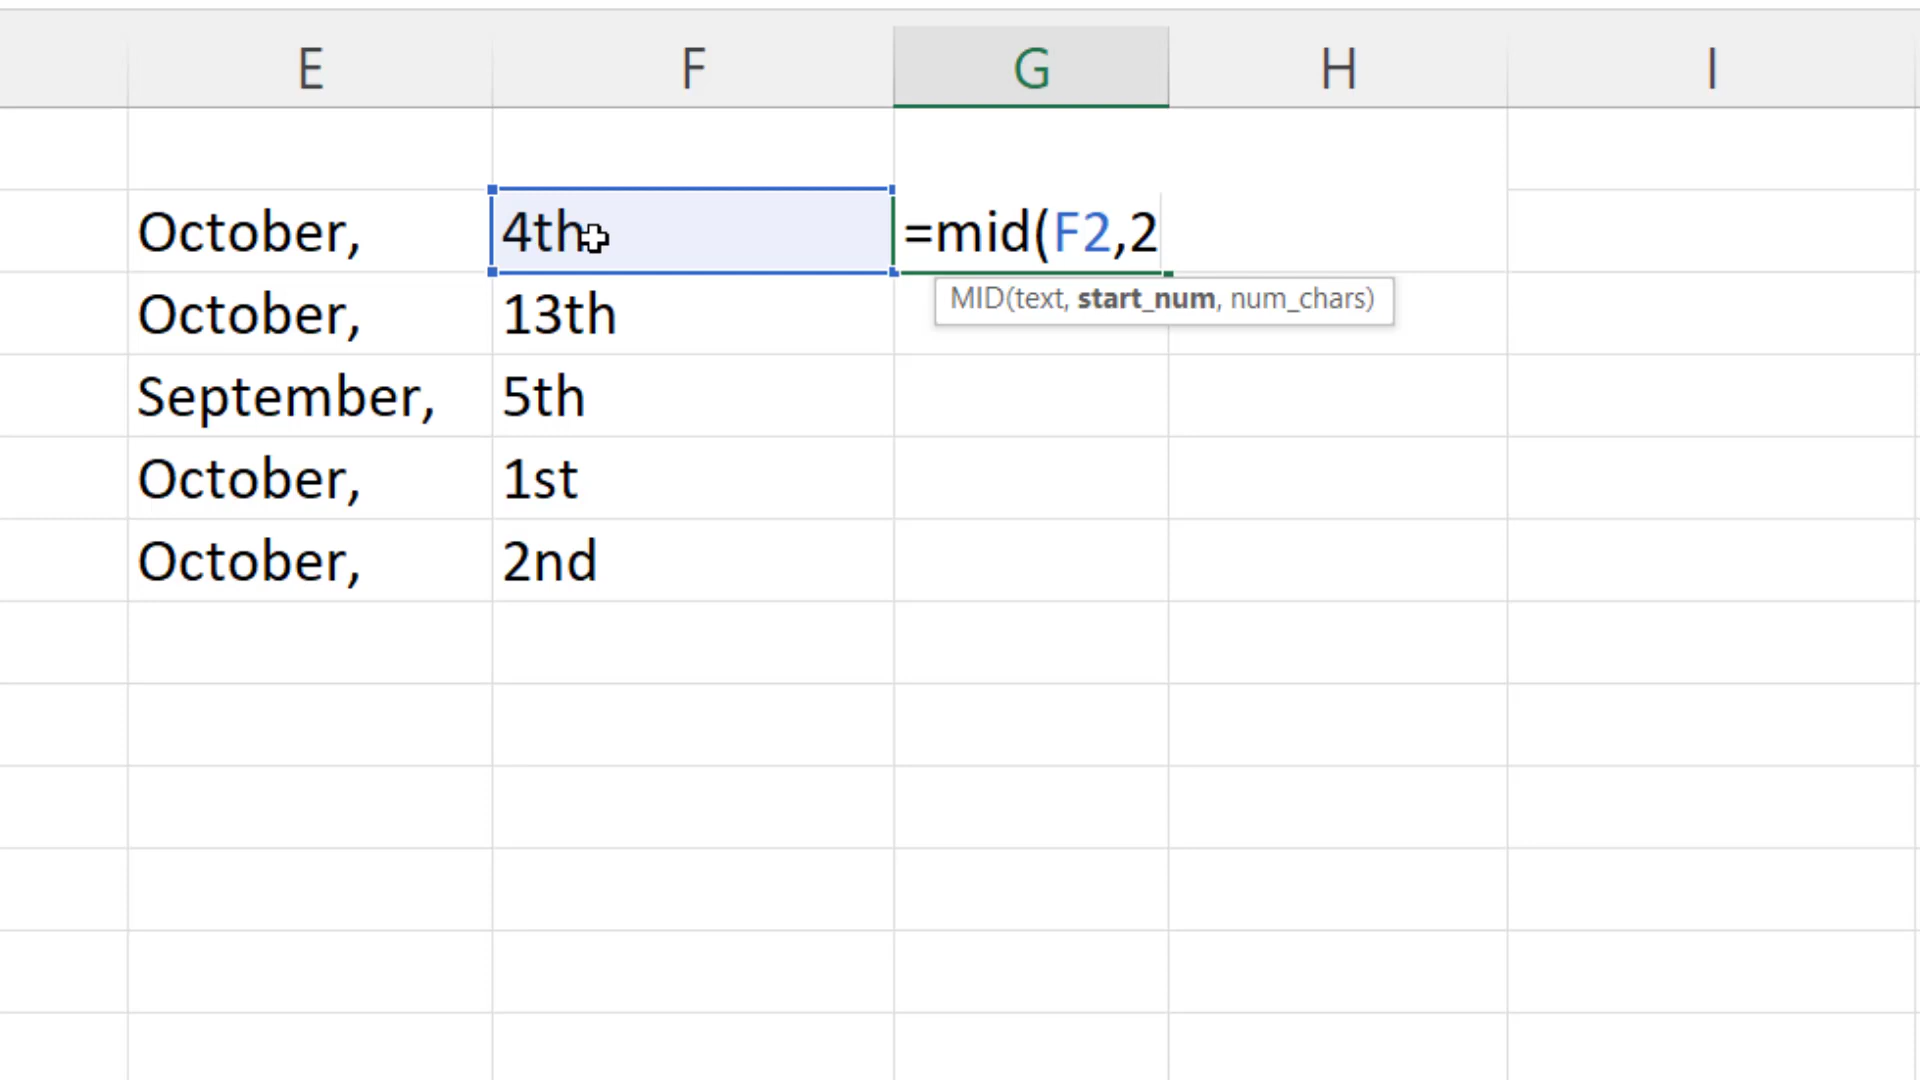 E F G H I
October, 4th =mid(F2,2
MID(text, start_num, num_chars)
October, 13th
September, 5th
October, 1st
October, 2nd